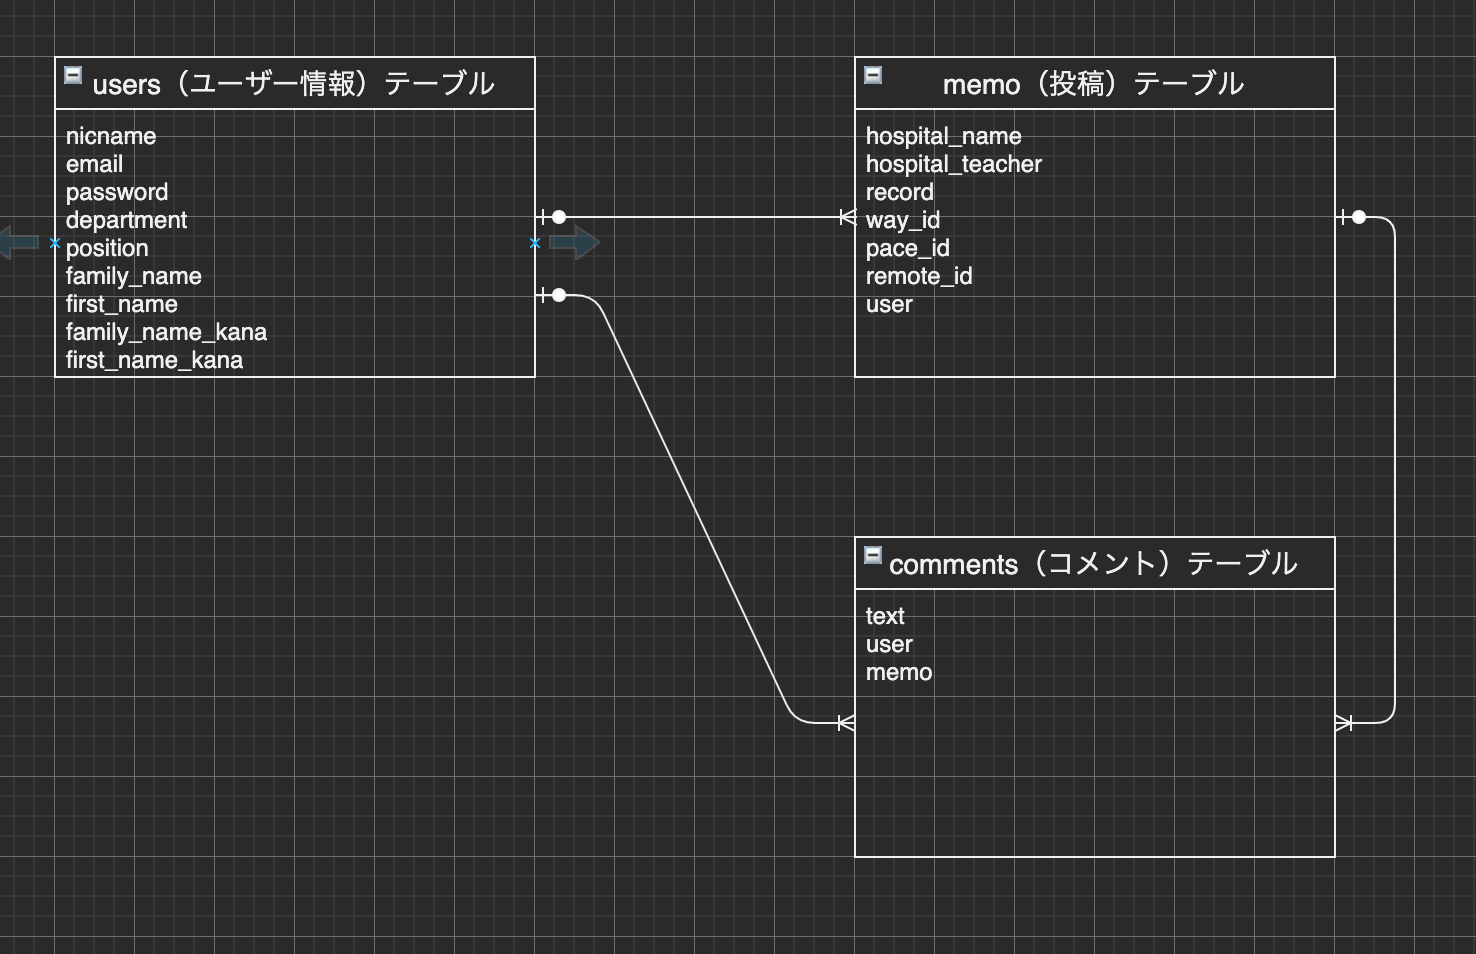 users（ユーザー情報）テーブル
nicname
email
password
department
position
family_name
first_name
family_name_kana
first_name_kana
memo（投稿）テーブル
hospital_name
hospital_teacher
record
way_id
pace_id
remote_id
user
comments（コメント）テーブル
text
user
memo